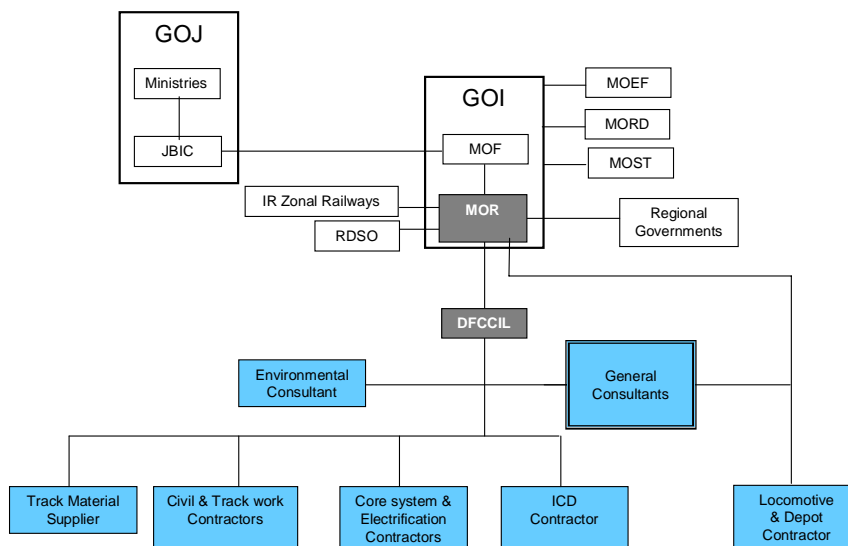 GOJ
Ministries
JBIC
GOI
MOF
MOR
MOEF
MORD
MOST
IR Zonal Railways
RDSO
Regional
Governments
DFCCIL
Environmental
Consultant
General
Consultants
Track Material
Supplier
Civil & Track work
Contractors
Core system &
Electrification
Contractors
ICD
Contractor
Locomotive
& Depot
Contractor